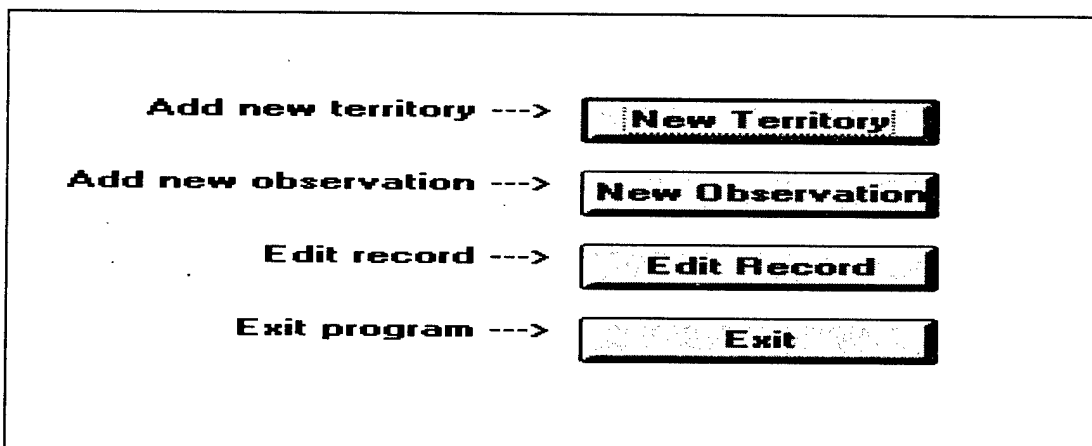 Add new territory ---> New Territory
Add new observation ---> New Observation
Edit record ---> Edit Record
Exit program ---> Exit